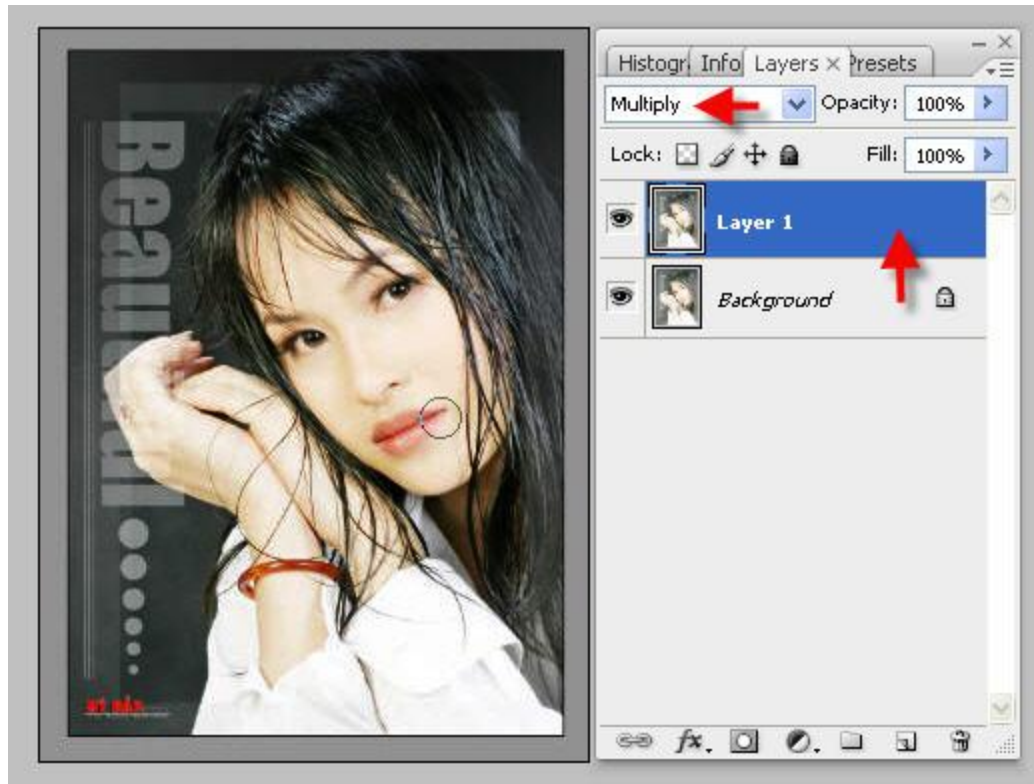 Beautiful
Histogr Info Layers × Presets
Multiply Opacity: 100%
Lock: Fill: 100%
Layer 1
Background